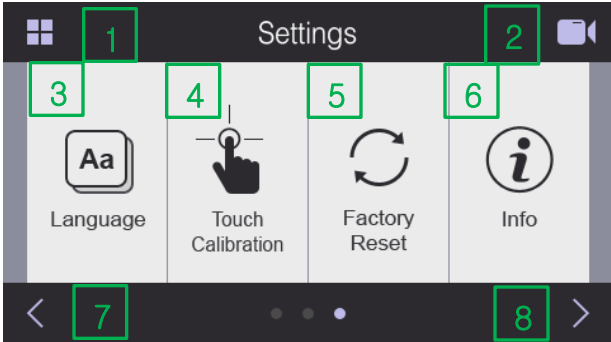 1
Settings
2
3
4
5
6
Aa
i
Language
Touch
Calibration
Factory
Reset
Info
7
8